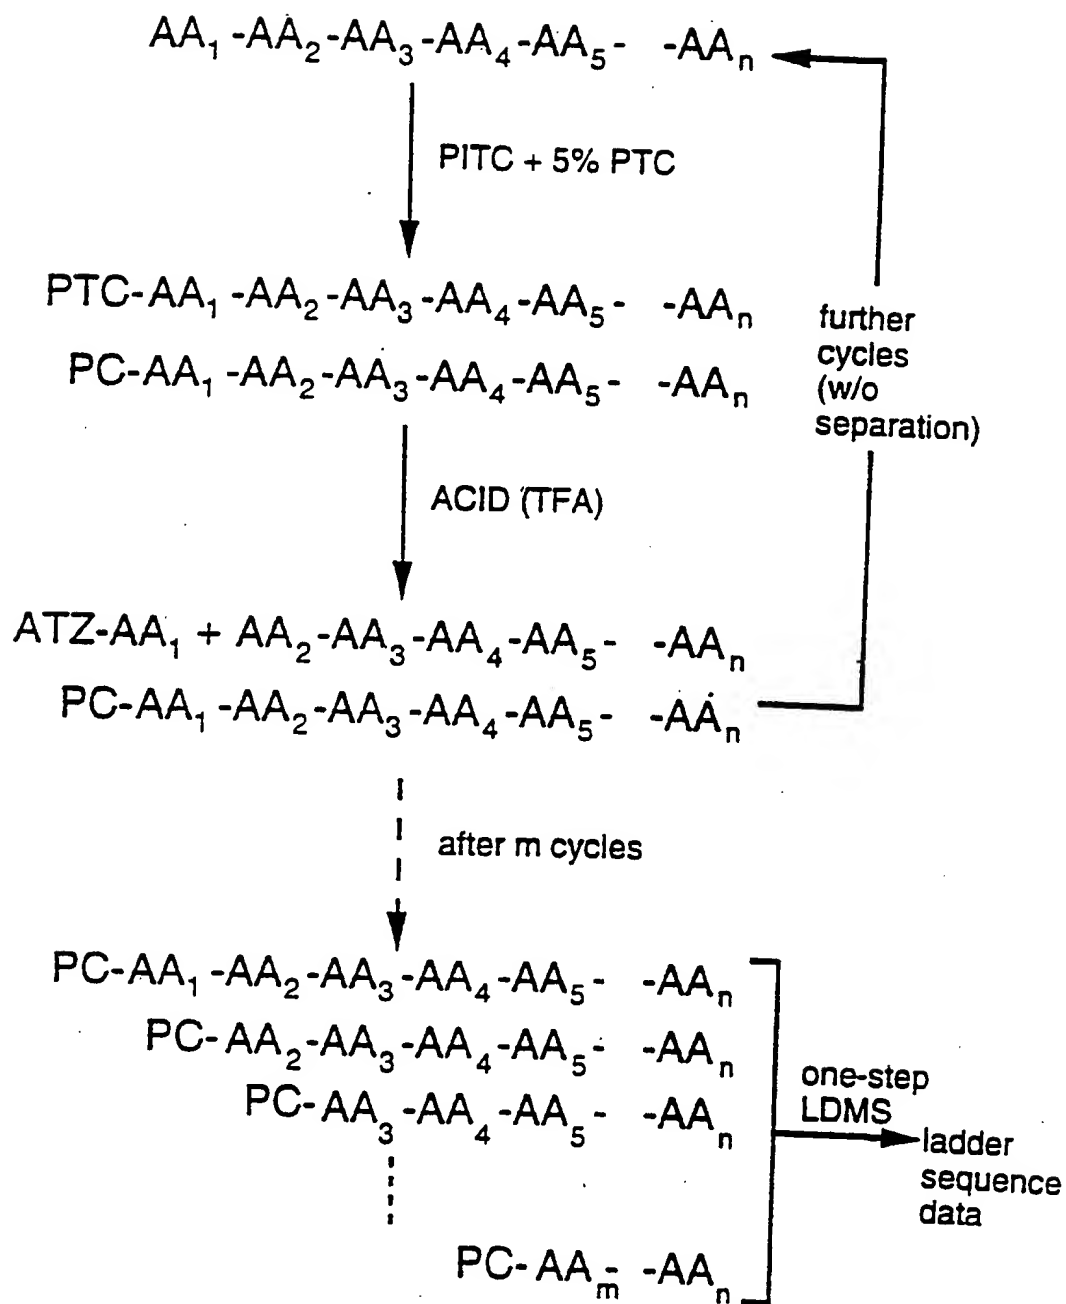 AA₁ -AA₂-AA₃-AA₄-AA₅- -AAₙ
PITC + 5% PTC
PTC-AA₁ -AA₂-AA₃-AA₄-AA₅- -AAₙ
PC-AA₁ -AA₂-AA₃-AA₄-AA₅- -AAₙ
further
cycles
(w/o
separation)
ACID (TFA)
ATZ-AA₁ + AA₂-AA₃-AA₄-AA₅- -AAₙ
PC-AA₁ -AA₂-AA₃-AA₄-AA₅- -AAₙ
after m cycles
PC-AA₁ -AA₂-AA₃-AA₄-AA₅- -AAₙ
PC- AA₂-AA₃-AA₄-AA₅- -AAₙ
PC- AA₃ -AA₄-AA₅- -AAₙ
PC- AAₘ- -AAₙ
one-step
LDMS
ladder
sequence
data